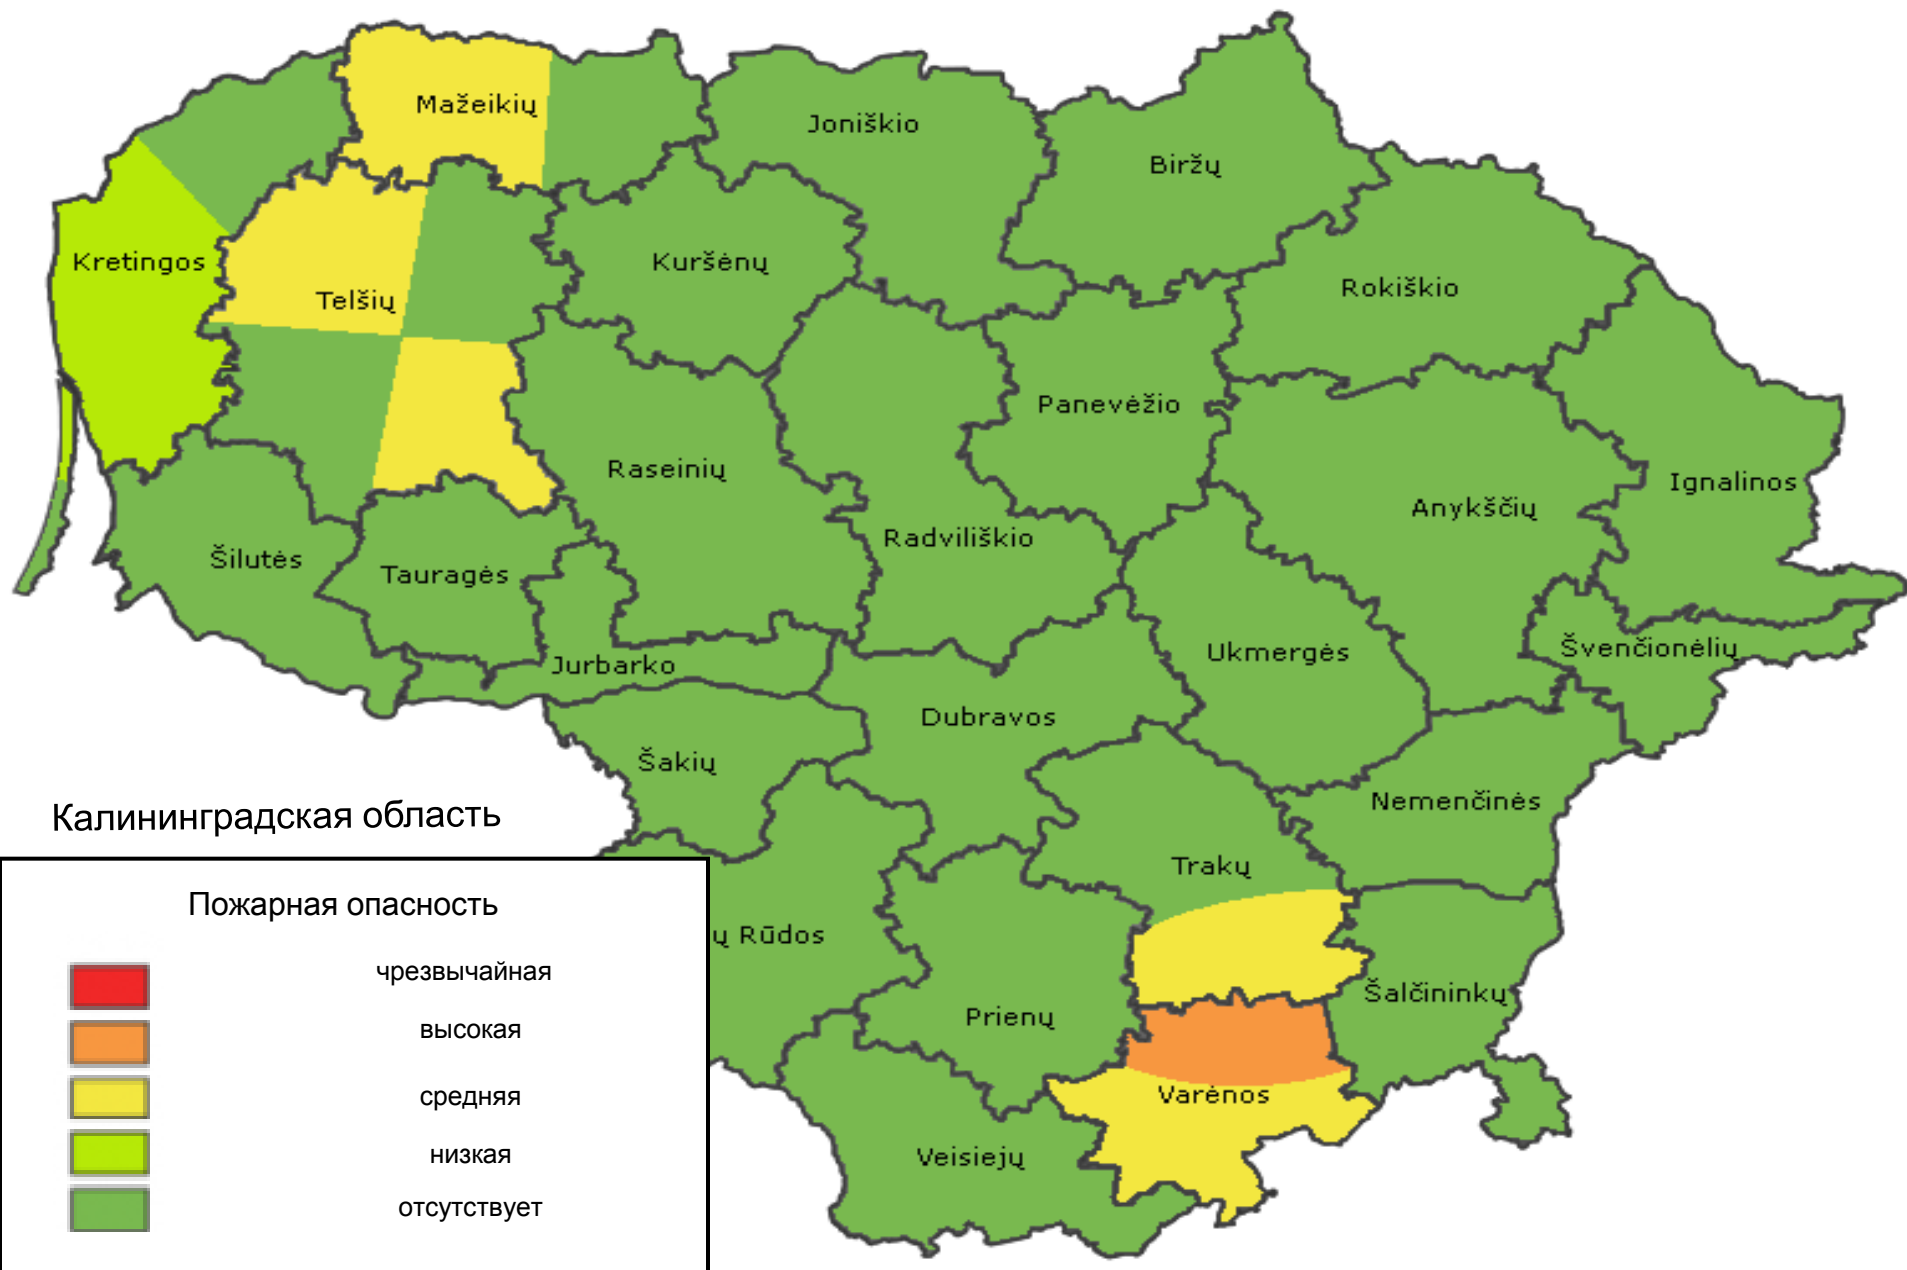 Mažeikių
Joniškio
Biržų
Kretingos
Telšių
Kuršėnų
Rokiškio
Panevėžio
Raseinių
Ignalinos
Anykščių
Radviliškio
Šilutės
Tauragės
Jurbarko
Ukmergės
Švenčionėlių
Dubravos
Šakių
Nemenčinės
Trakų
ų Rūdos
Prienų
Šalčininkų
Varėnos
Veisiejų
Калининградская область
Пожарная опасность
чрезвычайная
высокая
средняя
низкая
отсутствует